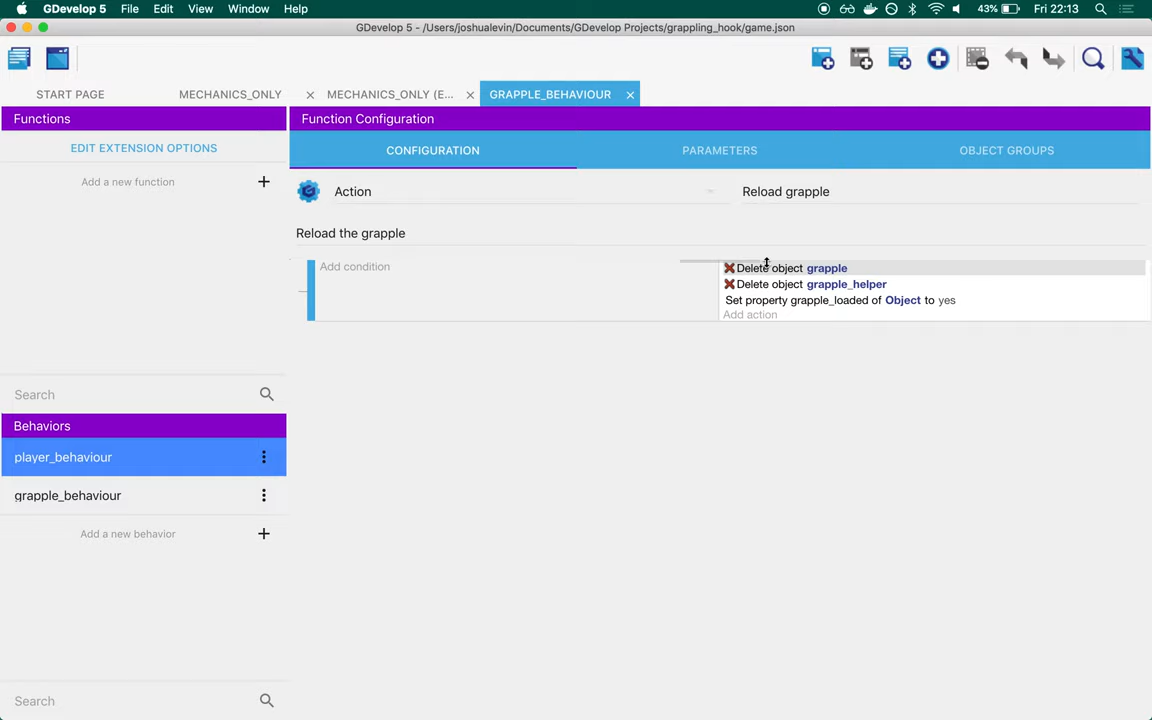 GDevelop 5 File Edit View Window Help 43% Fri 22:13
GDevelop 5 - /Users/joshualevin/Documents/GDevelop Projects/grappling_hook/game.json
START PAGE MECHANICS_ONLY MECHANICS_ONLY (E... GRAPPLE_BEHAVIOUR
Functions
Function Configuration
EDIT EXTENSION OPTIONS
CONFIGURATION PARAMETERS OBJECT GROUPS
Add a new function
Action
Reload grapple
Reload the grapple
Add condition
Delete object grapple
Delete object grapple_helper
Set property grapple_loaded of Object to yes
Add action
Search
Behaviors
player_behaviour
grapple_behaviour
Add a new behavior
Search